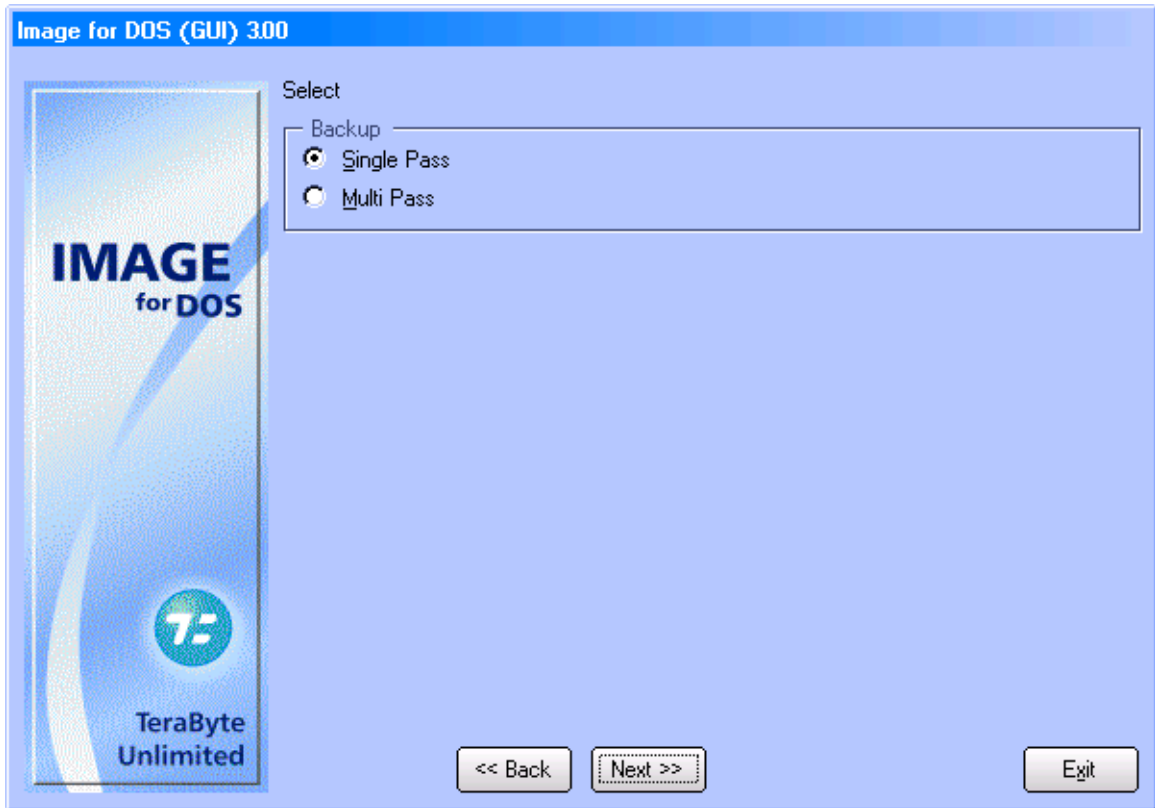 Image for DOS (GUI) 3.00
Select
Backup
Single Pass
Multi Pass
IMAGE
for DOS
TeraByte
Unlimited
<< Back
Next >>
Exit